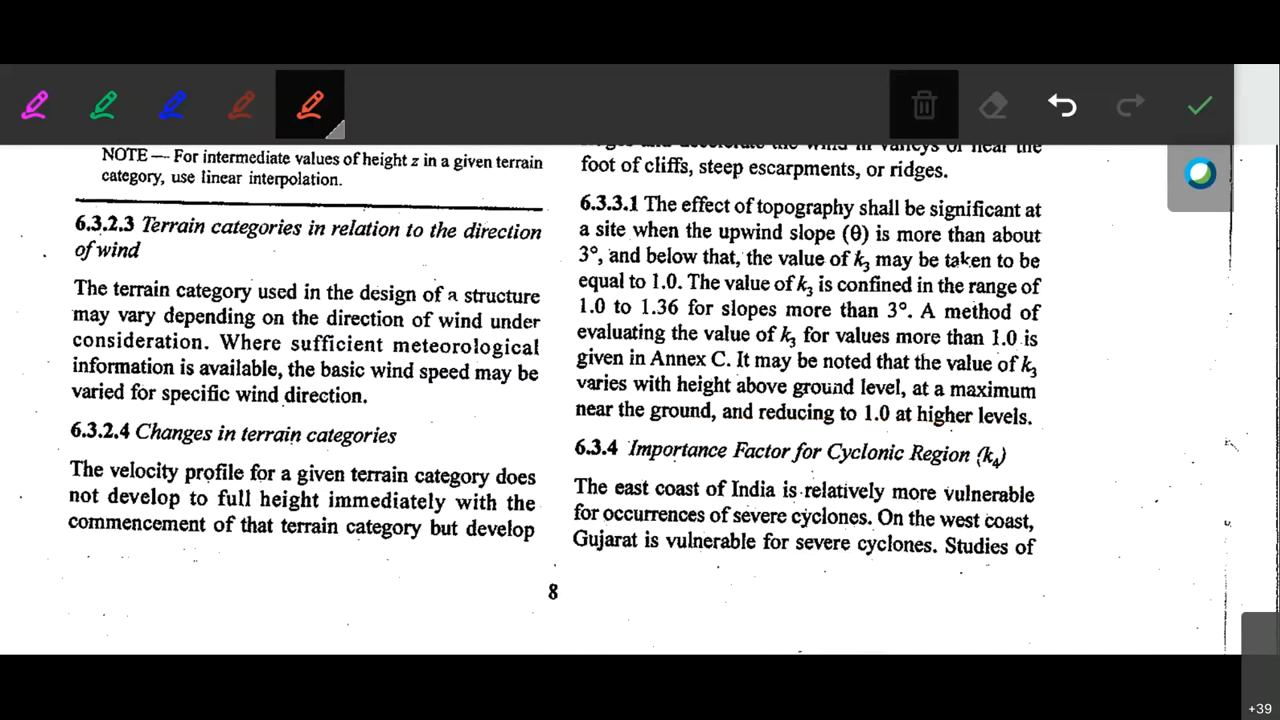 NOTE — For intermediate values of height z in a given terrain
category, use linear interpolation.
6.3.2.3 Terrain categories in relation to the direction
of wind
The terrain category used in the design of a structure
may vary depending on the direction of wind under
consideration. Where sufficient meteorological
information is available, the basic wind speed may be
varied for specific wind direction.
6.3.2.4 Changes in terrain categories
The velocity profile for a given terrain category does
not develop to full height immediately with the
commencement of that terrain category but develop
the wind in valleys or near the
foot of cliffs, steep escarpments, or ridges.
6.3.3.1 The effect of topography shall be significant at
a site when the upwind slope (θ) is more than about
3°, and below that, the value of k3 may be taken to be
equal to 1.0. The value of k3 is confined in the range of
1.0 to 1.36 for slopes more than 3°. A method of
evaluating the value of k3 for values more than 1.0 is
given in Annex C. It may be noted that the value of k3
varies with height above ground level, at a maximum
near the ground, and reducing to 1.0 at higher levels.
6.3.4 Importance Factor for Cyclonic Region (k4)
The east coast of India is relatively more vulnerable
for occurrences of severe cyclones. On the west coast,
Gujarat is vulnerable for severe cyclones. Studies of
8
+39